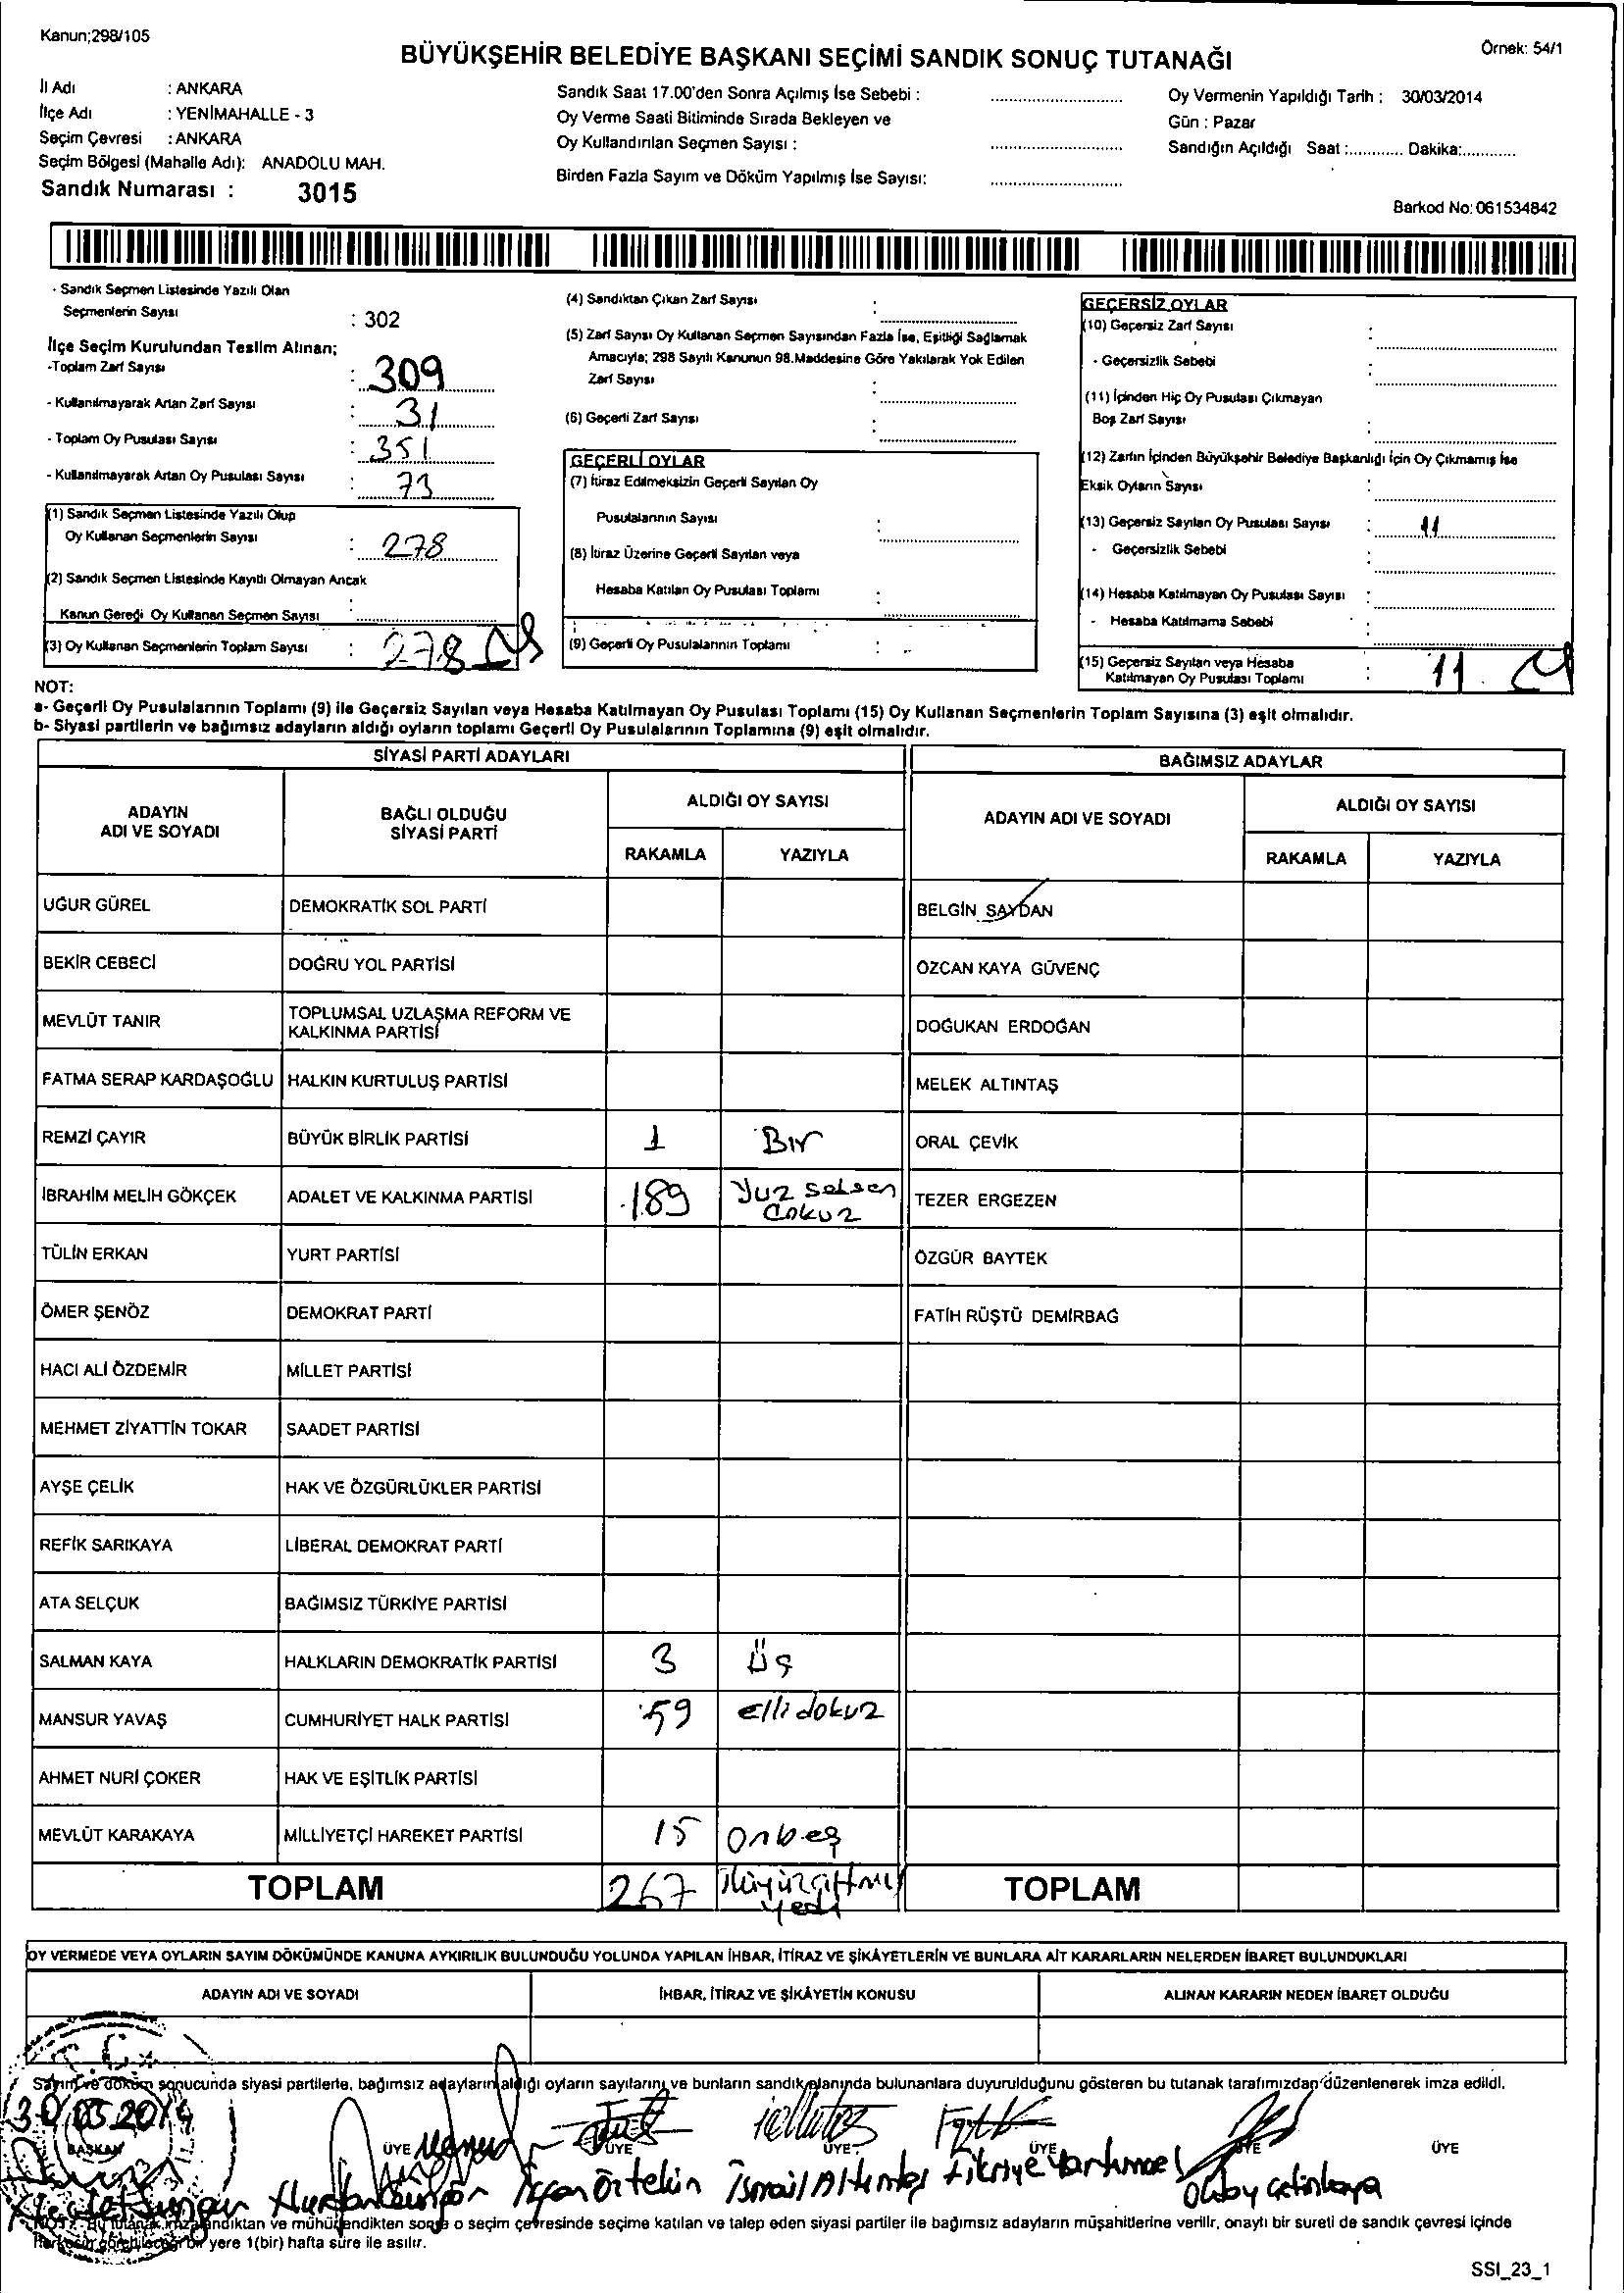 Kanun;298/105
Örnek: 54/1
BÜYÜKŞEHİR BELEDİYE BAŞKANI SEÇİMİ SANDIK SONUÇ TUTANAĞI
İl Adı : ANKARA
İlçe Adı : YENİMAHALLE - 3
Seçim Çevresi : ANKARA
Seçim Bölgesi (Mahalle Adı): ANADOLU MAH.
Sandık Numarası : 3015
Sandık Saat 17.00'den Sonra Açılmış İse Sebebi :
Oy Verme Saati Bitiminde Sırada Bekleyen ve
Oy Kullandırılan Seçmen Sayısı :
Birden Fazla Sayım ve Döküm Yapılmış İse Sayısı:
Oy Vermenin Yapıldığı Tarih : 30/03/2014
Gün : Pazar
Sandığın Açıldığı Saat :............ Dakika:............
Barkod No: 061534842
- Sandık Seçmen Listesinde Yazılı Olan
Seçmenlerin Sayısı : 302
İlçe Seçim Kurulundan Teslim Alınan;
-Toplam Zarf Sayısı : 309
- Kullanılmayarak Artan Zarf Sayısı : 31
- Toplam Oy Pusulası Sayısı : 351
- Kullanılmayarak Artan Oy Pusulası Sayısı : 73
(1) Sandık Seçmen Listesinde Yazılı Olup
Oy Kullanan Seçmenlerin Sayısı : 278
(2) Sandık Seçmen Listesinde Kayıtlı Olmayan Ancak
Kanun Gereği Oy Kullanan Seçmen Sayısı :
(3) Oy Kullanan Seçmenlerin Toplam Sayısı : 278
(4) Sandıktan Çıkan Zarf Sayısı :
(5) Zarf Sayısı Oy Kullanan Seçmen Sayısından Fazla İse, Eşitliği Sağlamak
Amacıyla; 298 Sayılı Kanunun 98.Maddesine Göre Yakılarak Yok Edilen
Zarf Sayısı :
(6) Geçerli Zarf Sayısı :
GEÇERLİ OYLAR
(7) İtiraz Edilmeksizin Geçerli Sayılan Oy
Pusulalarının Sayısı :
(8) İtiraz Üzerine Geçerli Sayılan veya
Hesaba Katılan Oy Pusulası Toplamı :
(9) Geçerli Oy Pusulalarının Toplamı :
GEÇERSİZ OYLAR
(10) Geçersiz Zarf Sayısı :
- Geçersizlik Sebebi :
(11) İçinden Hiç Oy Pusulası Çıkmayan
Boş Zarf Sayısı :
(12) Zarfın İçinden Büyükşehir Belediye Başkanlığı İçin Oy Çıkmamış İse
Eksik Oyların Sayısı :
(13) Geçersiz Sayılan Oy Pusulası Sayısı : 11
- Geçersizlik Sebebi :
(14) Hesaba Katılmayan Oy Pusulası Sayısı :
- Hesaba Katılmama Sebebi :
(15) Geçersiz Sayılan veya Hesaba
Katılmayan Oy Pusulası Toplamı : 11
NOT:
a- Geçerli Oy Pusulalarının Toplamı (9) ile Geçersiz Sayılan veya Hesaba Katılmayan Oy Pusulası Toplamı (15) Oy Kullanan Seçmenlerin Toplam Sayısına (3) eşit olmalıdır.
b- Siyasi partilerin ve bağımsız adayların aldığı oyların toplamı Geçerli Oy Pusulalarının Toplamına (9) eşit olmalıdır.
SİYASİ PARTİ ADAYLARI
BAĞIMSIZ ADAYLAR
ADAYIN
ADI VE SOYADI
BAĞLI OLDUĞU
SİYASİ PARTİ
ALDIĞI OY SAYISI
RAKAMLA YAZIYLA
ADAYIN ADI VE SOYADI
ALDIĞI OY SAYISI
RAKAMLA YAZIYLA
UĞUR GÜREL DEMOKRATİK SOL PARTİ BELGİN SAYDAN
BEKİR CEBECİ DOĞRU YOL PARTİSİ ÖZCAN KAYA GÜVENÇ
MEVLÜT TANIR TOPLUMSAL UZLAŞMA REFORM VE
KALKINMA PARTİSİ DOĞUKAN ERDOĞAN
FATMA SERAP KARDAŞOĞLU HALKIN KURTULUŞ PARTİSİ MELEK ALTINTAŞ
REMZİ ÇAYIR BÜYÜK BİRLİK PARTİSİ 1 Bır ORAL ÇEVİK
İBRAHİM MELİH GÖKÇEK ADALET VE KALKINMA PARTİSİ 189 Yuz seksen
Dokuz TEZER ERGEZEN
TÜLİN ERKAN YURT PARTİSİ ÖZGÜR BAYTEK
ÖMER ŞENÖZ DEMOKRAT PARTİ FATİH RÜŞTÜ DEMİRBAĞ
HACI ALİ ÖZDEMİR MİLLET PARTİSİ
MEHMET ZİYATTİN TOKAR SAADET PARTİSİ
AYŞE ÇELİK HAK VE ÖZGÜRLÜKLER PARTİSİ
REFİK SARIKAYA LİBERAL DEMOKRAT PARTİ
ATA SELÇUK BAĞIMSIZ TÜRKİYE PARTİSİ
SALMAN KAYA HALKLARIN DEMOKRATİK PARTİSİ 3 Üç
MANSUR YAVAŞ CUMHURİYET HALK PARTİSİ 59 elli dokuz
AHMET NURİ ÇOKER HAK VE EŞİTLİK PARTİSİ
MEVLÜT KARAKAYA MİLLİYETÇİ HAREKET PARTİSİ 15 onbeş
TOPLAM 267 ikiyüzaltmış
yedi TOPLAM
OY VERMEDE VEYA OYLARIN SAYIM DÖKÜMÜNDE KANUNA AYKIRILIK BULUNDUĞU YOLUNDA YAPILAN İHBAR, İTİRAZ VE ŞİKÂYETLERİN VE BUNLARA AİT KARARLARIN NELERDEN İBARET BULUNDUKLARI
ADAYIN ADI VE SOYADI İHBAR, İTİRAZ VE ŞİKÂYETİN KONUSU ALINAN KARARIN NEDEN İBARET OLDUĞU
T.C.
Sayım ve döküm sonucunda siyasi partilerle, bağımsız adayların aldığı oyların sayılarını ve bunların sandık alanında bulunanlara duyurulduğunu gösteren bu tutanak tarafımızdan düzenlenerek imza edildi.
30/03.2014
BAŞKAN ÜYE ÜYE ÜYE ÜYE ÜYE ÜYE
İsmail Altıntaş Fikriye
NOT: Bu tutanak imzalandıktan ve mühürlendikten sonra o seçim çevresinde seçime katılan ve talep eden siyasi partiler ile bağımsız adayların müşahitlerine verilir, onaylı bir sureti de sandık çevresi içinde
herkesin görebileceği bir yere 1(bir) hafta süre ile asılır.
SSI_23_1